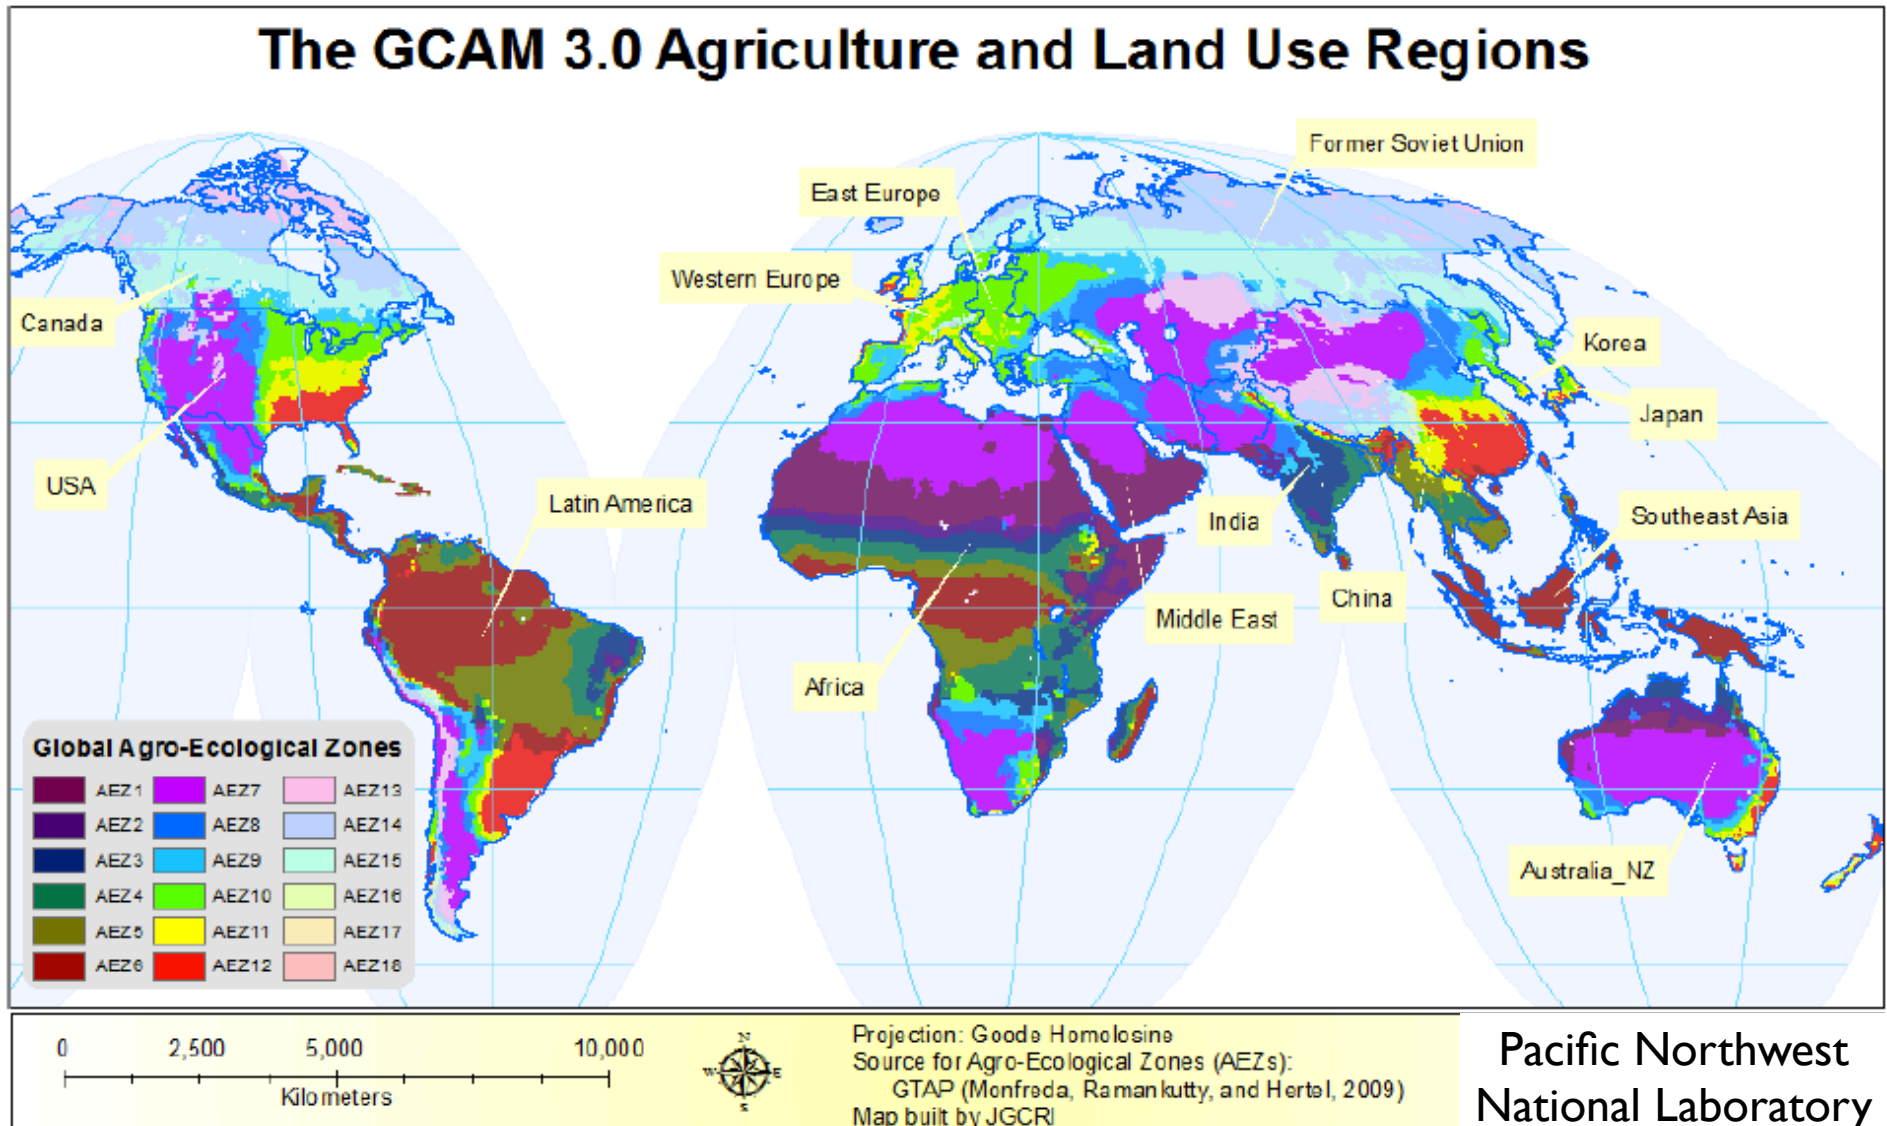 The GCAM 3.0 Agriculture and Land Use Regions
Former Soviet Union
East Europe
Western Europe
Canada
Korea
Japan
USA
Latin America
India
Southeast Asia
China
Middle East
Africa
Australia_NZ
Global Agro-Ecological Zones
AEZ1 AEZ7 AEZ13
AEZ2 AEZ8 AEZ14
AEZ3 AEZ9 AEZ15
AEZ4 AEZ10 AEZ16
AEZ5 AEZ11 AEZ17
AEZ6 AEZ12 AEZ18
0 2,500 5,000 10,000
Kilometers
N
W E
S
Projection: Goode Homolosine
Source for Agro-Ecological Zones (AEZs):
GTAP (Monfreda, Ramankutty, and Hertel, 2009)
Map built by JGCRI
Pacific Northwest
National Laboratory